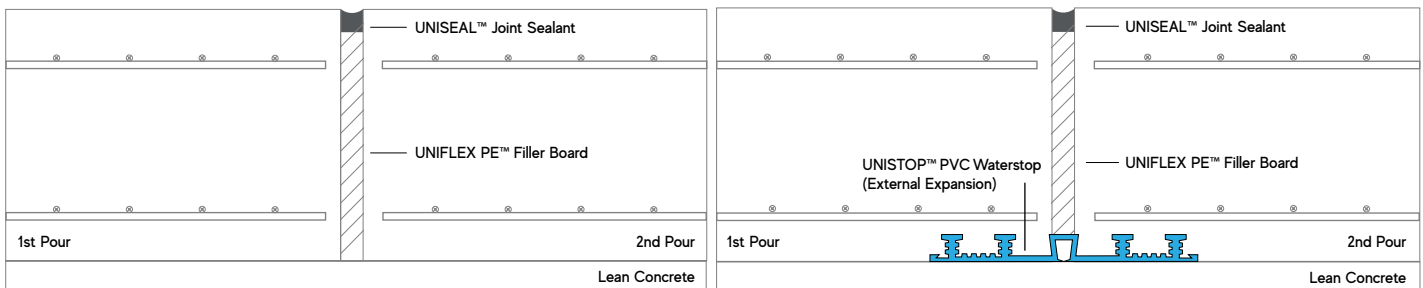 UNISEAL™ Joint Sealant
UNIFLEX PE™ Filler Board
1st Pour
2nd Pour
Lean Concrete
UNISEAL™ Joint Sealant
UNISTOP™ PVC Waterstop
(External Expansion)
UNIFLEX PE™ Filler Board
1st Pour
2nd Pour
Lean Concrete